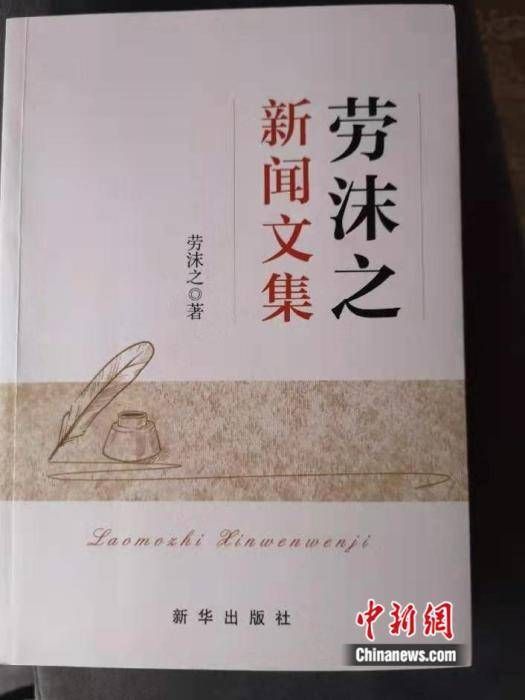 劳沫之
新闻文集
劳沫之◎著
Laomozhi Xinwenwenji
新华出版社
中新網
Chinanews.com